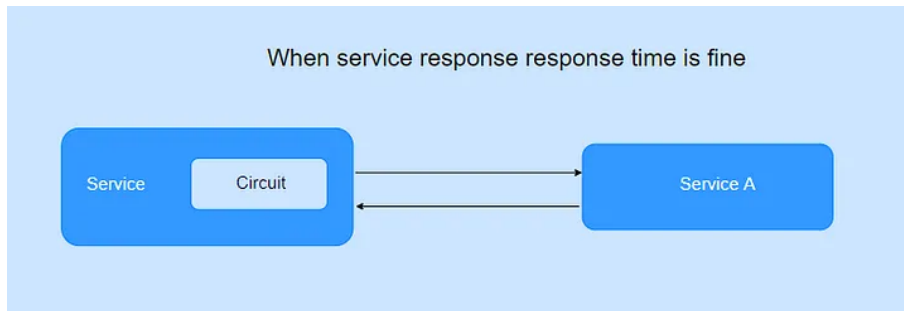 When service response response time is fine
Service
Circuit
Service A